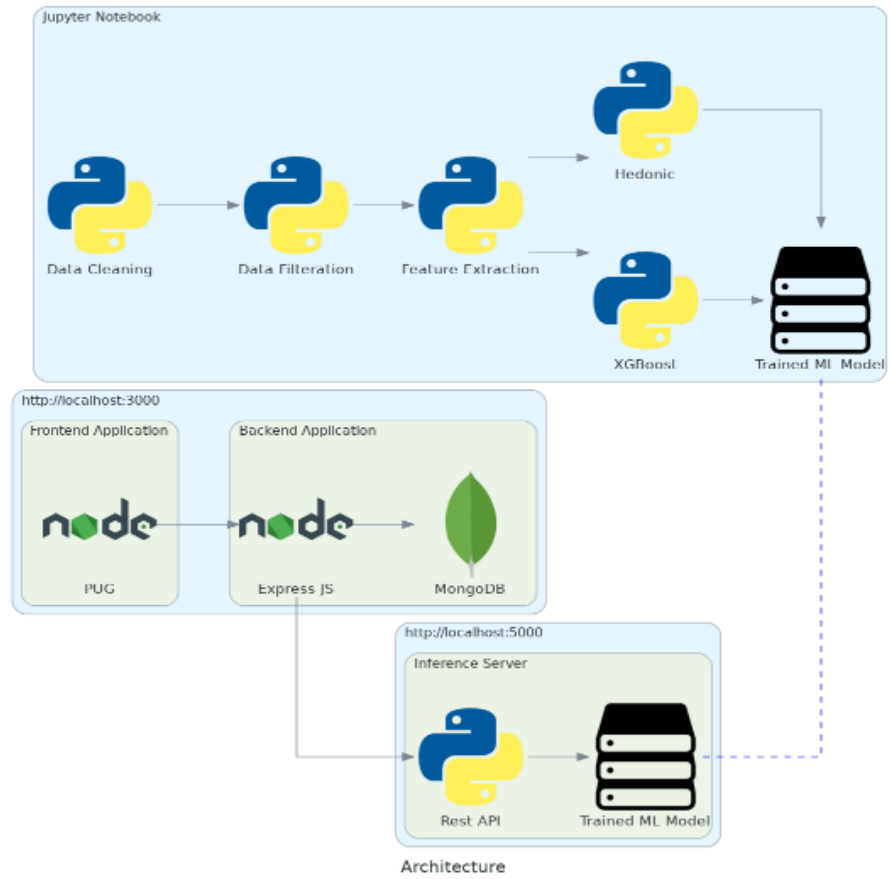 Jupyter Notebook
Hedonic
Data Cleaning
Data Filteration
Feature Extraction
XGBoost
Trained ML Model
http://localhost:3000
Frontend Application
Backend Application
node
node
PUG
Express JS
MongoDB
http://localhost:5000
Inference Server
Rest API
Trained ML Model
Architecture